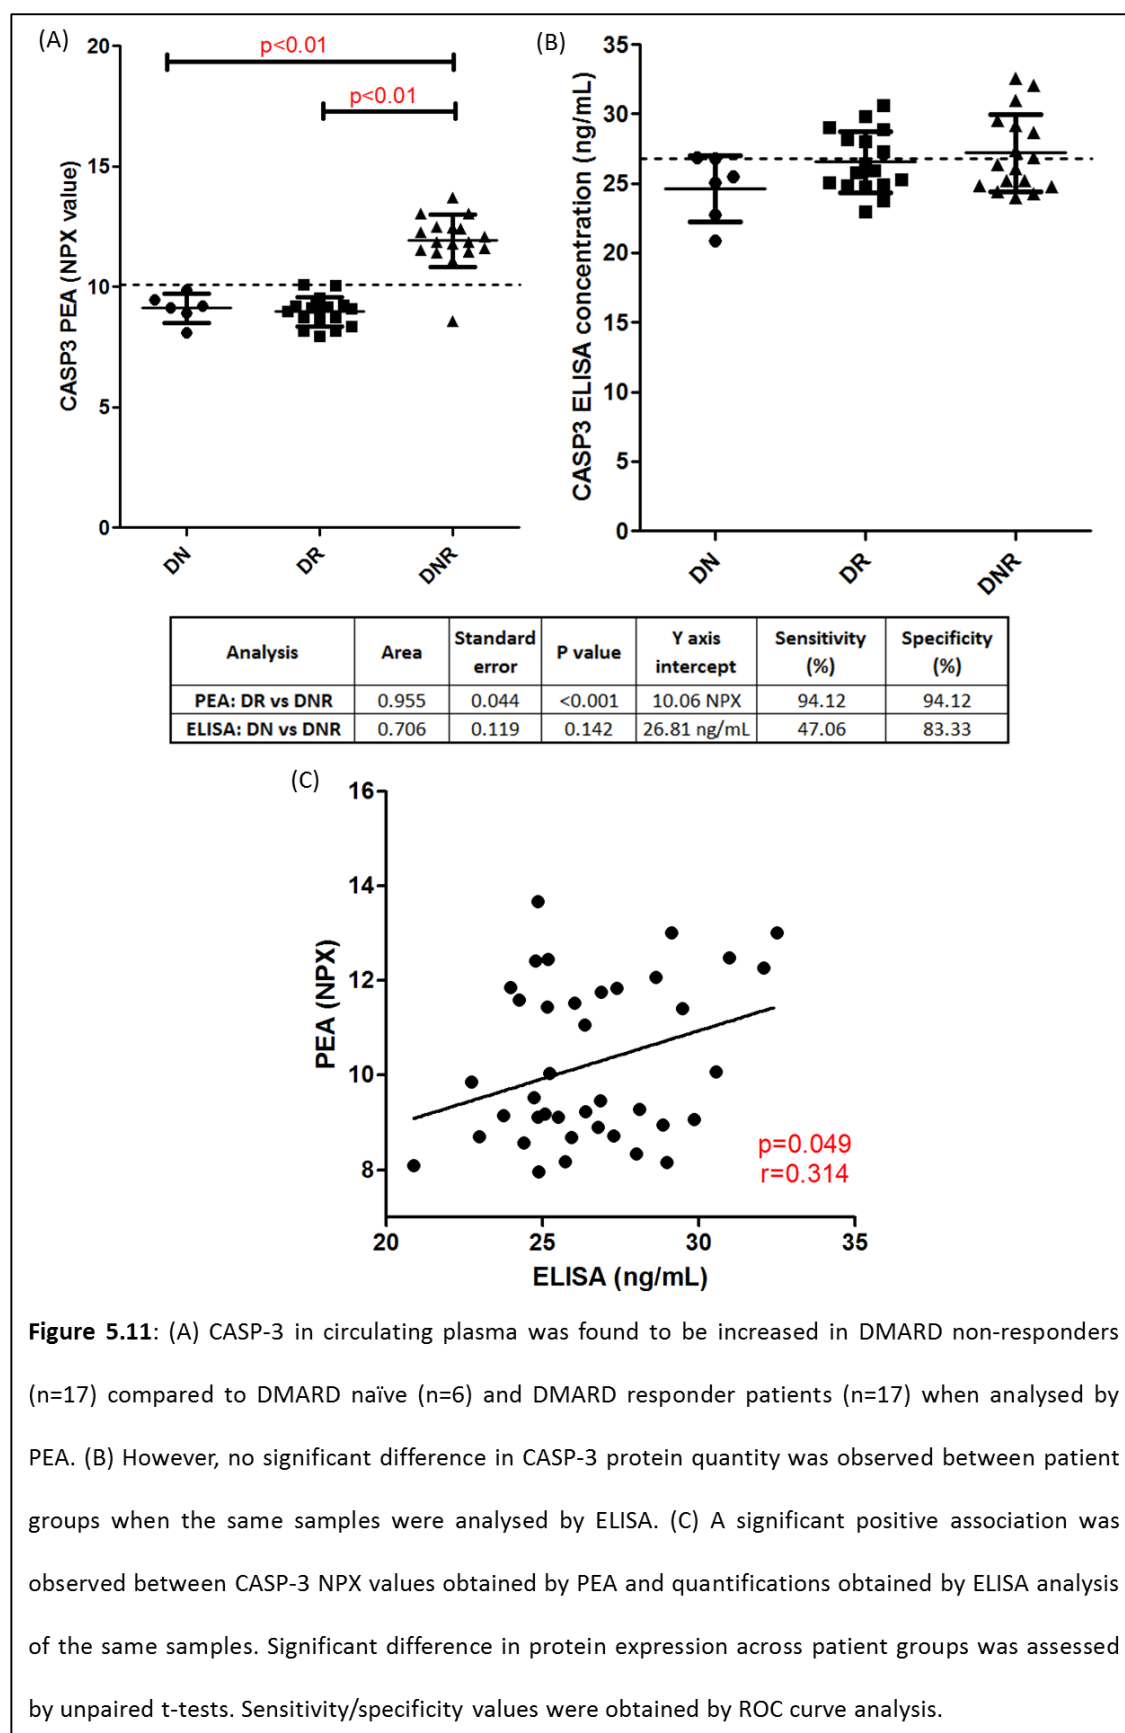 (A)
20
15
10
5
0
CASP3 PEA (NPX value)
p<0.01
p<0.01
DN
DR
DNR
(B)
35
30
25
20
15
10
5
0
CASP3 ELISA concentration (ng/mL)
DN
DR
DNR
Analysis Area Standard error P value Y axis intercept Sensitivity (%) Specificity (%)
PEA: DR vs DNR 0.955 0.044 <0.001 10.06 NPX 94.12 94.12
ELISA: DN vs DNR 0.706 0.119 0.142 26.81 ng/mL 47.06 83.33
(C)
16
14
12
10
8
PEA (NPX)
p=0.049
r=0.314
20 25 30 35
ELISA (ng/mL)
Figure 5.11: (A) CASP-3 in circulating plasma was found to be increased in DMARD non-responders
(n=17) compared to DMARD naïve (n=6) and DMARD responder patients (n=17) when analysed by
PEA. (B) However, no significant difference in CASP-3 protein quantity was observed between patient
groups when the same samples were analysed by ELISA. (C) A significant positive association was
observed between CASP-3 NPX values obtained by PEA and quantifications obtained by ELISA analysis
of the same samples. Significant difference in protein expression across patient groups was assessed
by unpaired t-tests. Sensitivity/specificity values were obtained by ROC curve analysis.